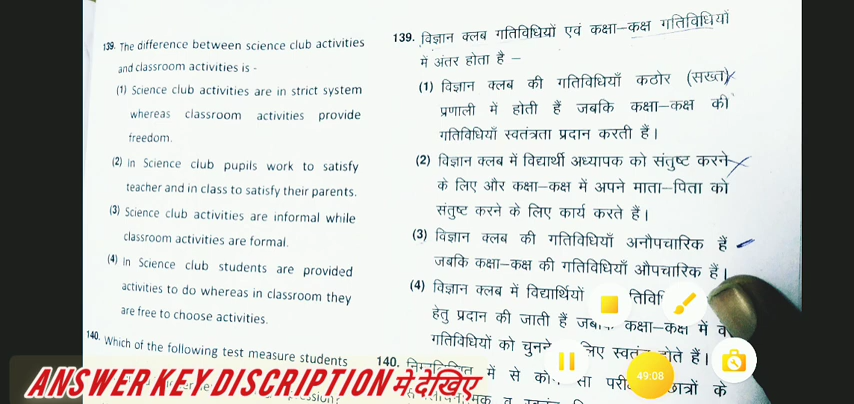 139. The difference between science club activities
and classroom activities is -
(1) Science club activities are in strict system
whereas classroom activities provide
freedom.
(2) In Science club pupils work to satisfy
teacher and in class to satisfy their parents.
(3) Science club activities are informal while
classroom activities are formal.
(4) In Science club students are provided
activities to do whereas in classroom they
are free to choose activities.
140. Which of the following test measure students
139. विज्ञान क्लब गतिविधियों एवं कक्षा–कक्ष गतिविधियों
में अंतर होता है –
(1) विज्ञान क्लब की गतिविधियाँ कठोर (सख्त)
प्रणाली में होती हैं जबकि कक्षा–कक्ष की
गतिविधियाँ स्वतंत्रता प्रदान करती हैं।
(2) विज्ञान क्लब में विद्यार्थी अध्यापक को संतुष्ट करने
के लिए और कक्षा–कक्ष में अपने माता–पिता को
संतुष्ट करने के लिए कार्य करते हैं।
(3) विज्ञान क्लब की गतिविधियाँ अनौपचारिक हैं
जबकि कक्षा–कक्ष की गतिविधियाँ औपचारिक हैं।
(4) विज्ञान क्लब में विद्यार्थियों
हेतु प्रदान की जाती हैं कक्षा–कक्ष में
गतिविधियों को चुनने होते हैं।
140. में से
छात्रों के
ANSWER KEY DISCRIPTION में देखिए
49:08